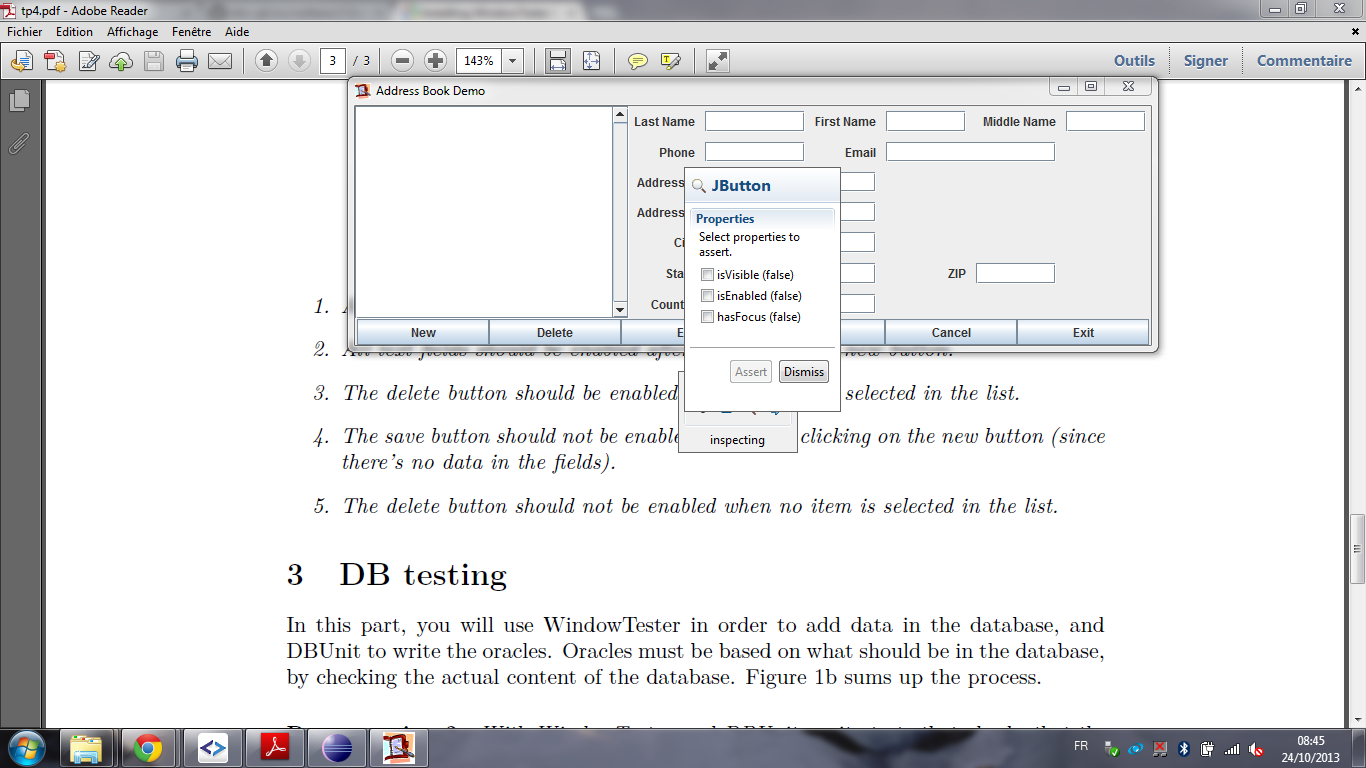 tp4.pdf - Adobe Reader
Fichier Edition Affichage Fenêtre Aide
3 / 3 143% Outils Signer Commentaire
Address Book Demo
Last Name First Name Middle Name
Phone Email
Address
Address
Ci
Sta ZIP
Count
New Delete E Cancel Exit
JButton
Properties
Select properties to
assert.
isVisible (false)
isEnabled (false)
hasFocus (false)
Assert Dismiss
inspecting
1.
2. All text fields should be enabled after new button.
3. The delete button should be enabled selected in the list.
4. The save button should not be enable clicking on the new button (since
there's no data in the fields).
5. The delete button should not be enabled when no item is selected in the list.
3 DB testing
In this part, you will use WindowTester in order to add data in the database, and
DBUnit to write the oracles. Oracles must be based on what should be in the database,
by checking the actual content of the database. Figure 1b sums up the process.
FR 08:45
24/10/2013